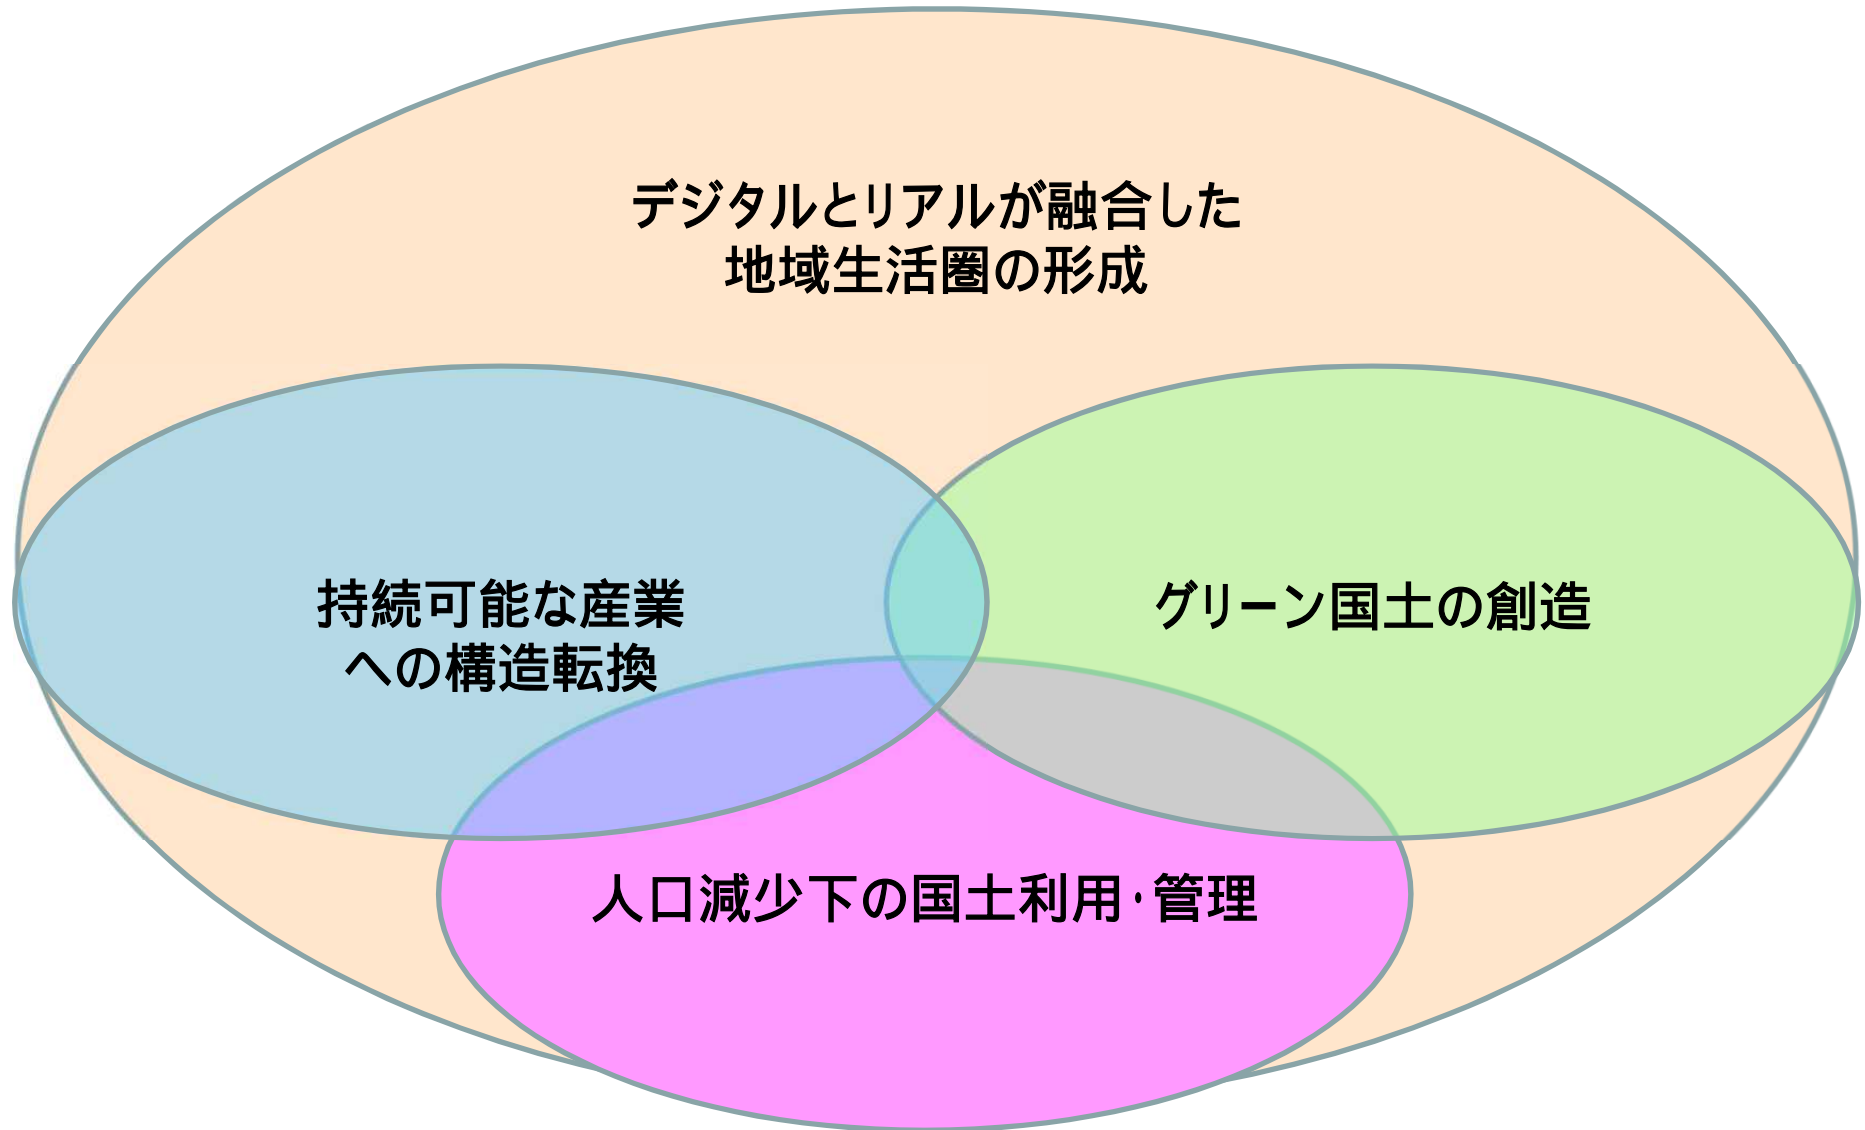 デジタルとリアルが融合した
地域生活圏の形成
持続可能な産業
への構造転換
グリーン国土の創造
人口減少下の国土利用・管理